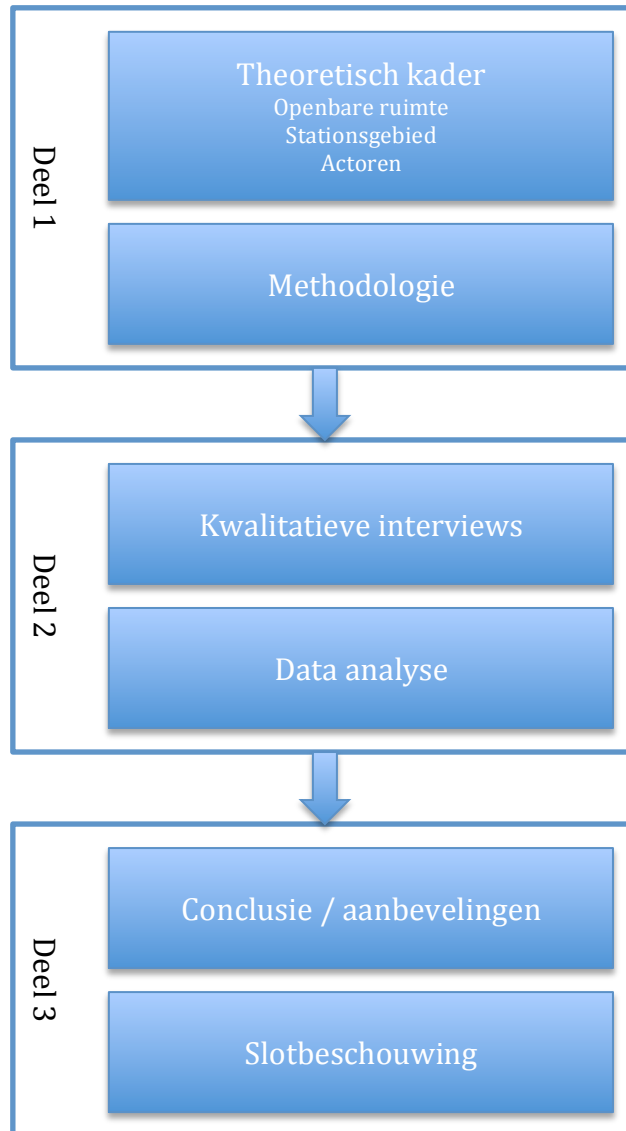 Deel 1
Theoretisch kader
Openbare ruimte
Stationsgebied
Actoren
Methodologie
Deel 2
Kwalitatieve interviews
Data analyse
Deel 3
Conclusie / aanbevelingen
Slotbeschouwing